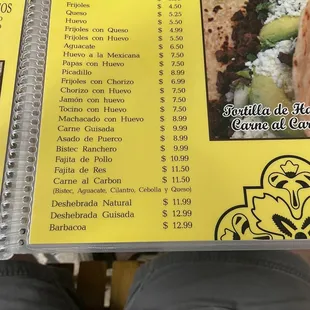 OS
Frijoles $ 4.50
Queso $ 5.25
Huevo $ 5.50
Frijoles con Queso $ 4.99
Frijoles con Huevo $ 5.50
Aguacate $ 6.50
Huevo a la Mexicana $ 7.50
Papas con Huevo $ 7.50
Picadillo $ 8.99
Frijoles con Chorizo $ 6.99
Chorizo con Huevo $ 7.50
Jamón con huevo $ 7.50
Tocino con Huevo $ 7.50
Machacado con Huevo $ 8.99
Carne Guisada $ 9.99
Asado de Puerco $ 8.99
Bistec Ranchero $ 9.99
Fajita de Pollo $ 10.99
Fajita de Res $ 11.50
Carne al Carbon $ 11.50
(Bistec, Aguacate, Cilantro, Cebolla y Queso)
Deshebrada Natural $ 11.99
Deshebrada Guisada $ 12.99
Barbacoa $ 12.99
Tortilla de Ha
Carne al Car